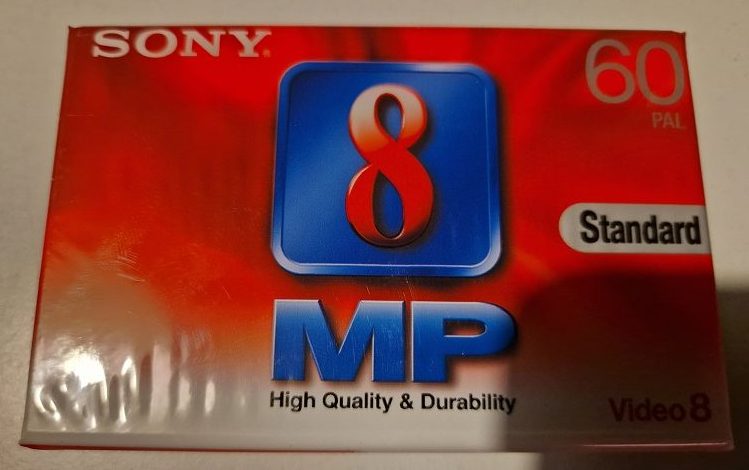 SONY.
60
PAL
8
Standard
MP
High Quality & Durability
Video 8